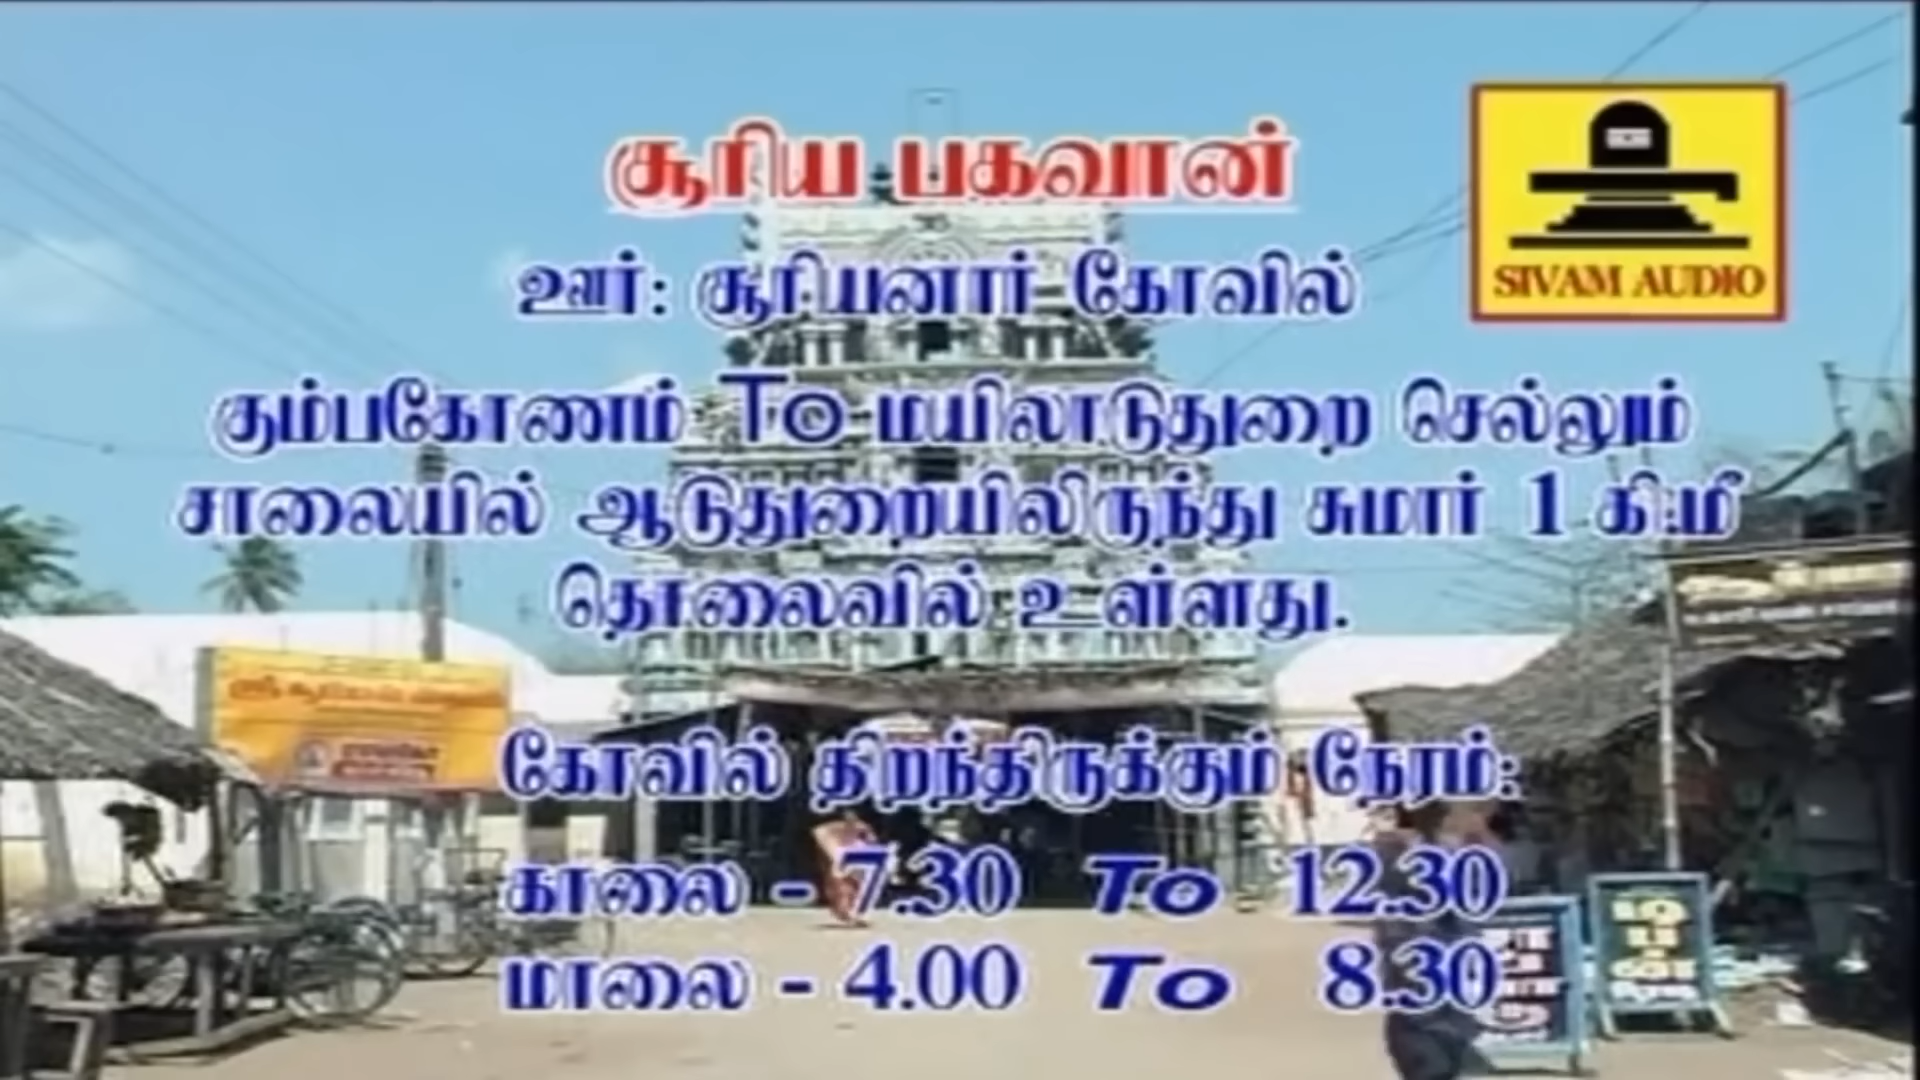 சூரிய பகவான்
SIVAM AUDIO
ஊர்: சூரியனார் கோவில்
கும்பகோணம் To மயிலாடுதுறை செல்லும்
சாலையில் ஆடுதுறையிலிருந்து சுமார் 1 கி.மீ
தொலைவில் உள்ளது.
கோவில் திறந்திருக்கும் நேரம்:
காலை - 7.30 To 12.30
மாலை - 4.00 To 8.30